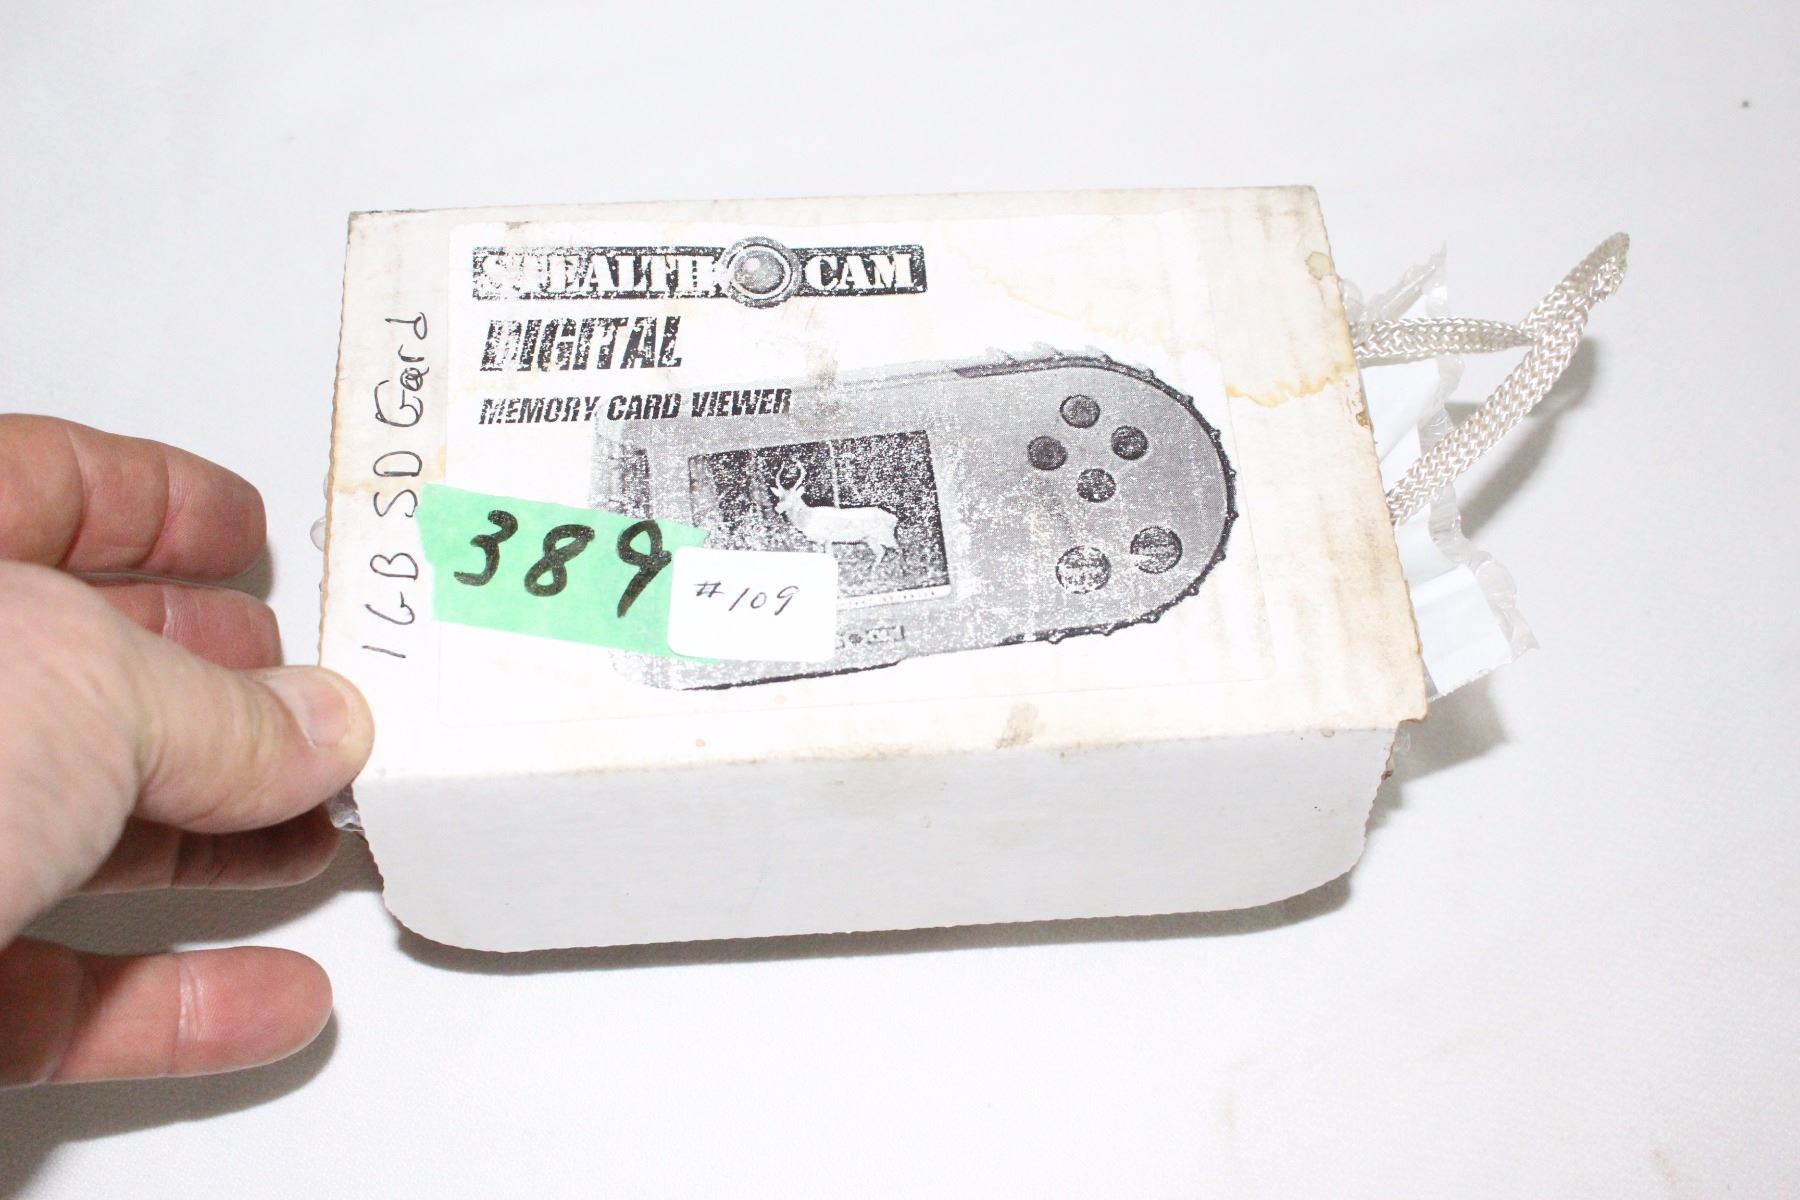 STEALTH CAM
DIGITAL
MEMORY CARD VIEWER
1GB SD Card
389
#109